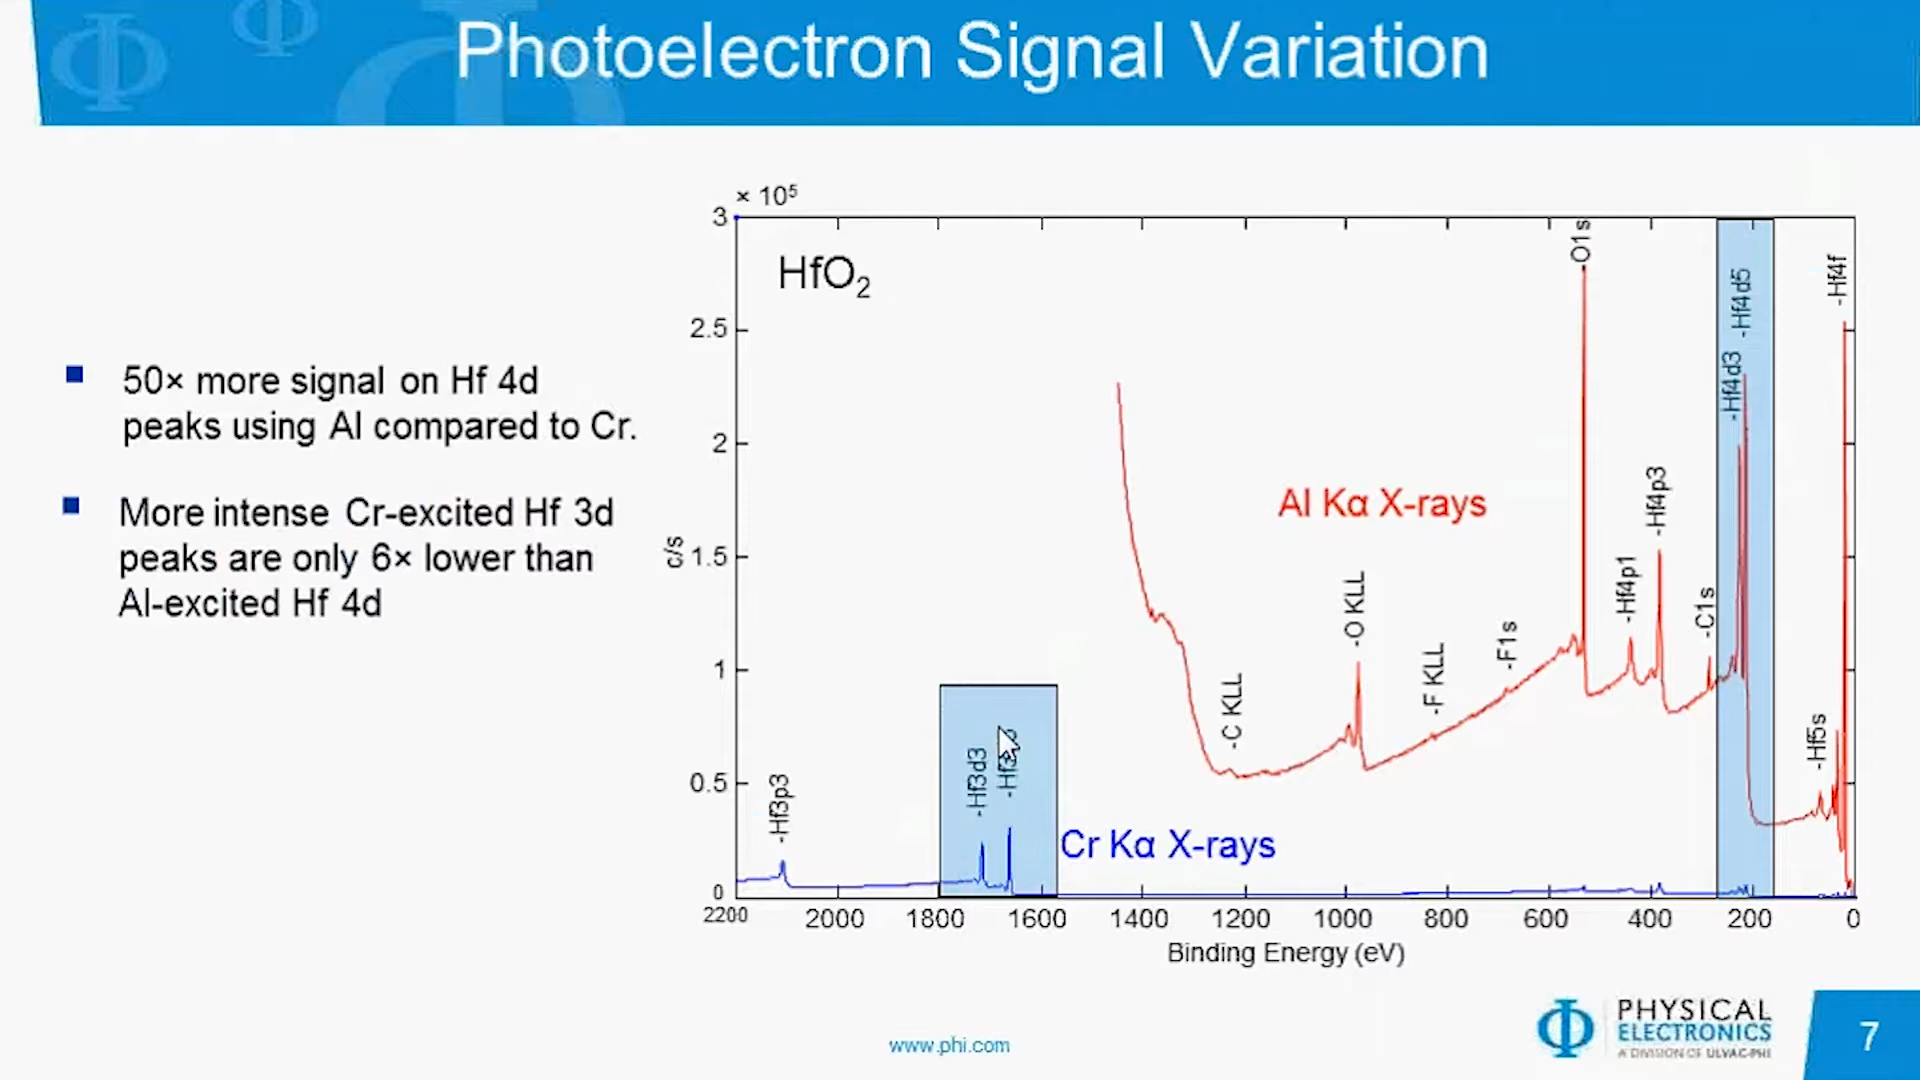 Photoelectron Signal Variation
50× more signal on Hf 4d
peaks using Al compared to Cr.
More intense Cr-excited Hf 3d
peaks are only 6× lower than
Al-excited Hf 4d
× 10⁵
3
2.5
2
1.5
1
0.5
0
c/s
HfO₂
Al Kα X-rays
Cr Kα X-rays
-Hf3p3
-Hf3d3
-C KLL
-O KLL
-F KLL
-F1s
-O1s
-Hf4p1
-Hf4p3
-C1s
-Hf4d3
-Hf4d5
-Hf5s
-Hf4f
2200 2000 1800 1600 1400 1200 1000 800 600 400 200 0
Binding Energy (eV)
www.phi.com
PHYSICAL
ELECTRONICS
A DIVISION OF ULVAC-PHI
7